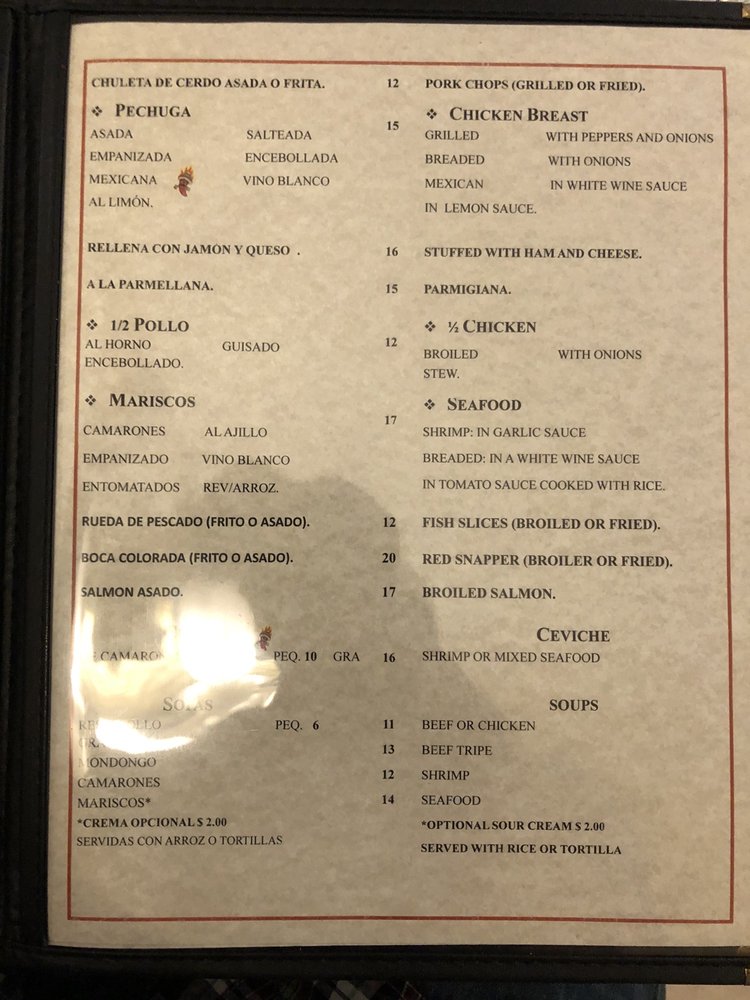 CHULETA DE CERDO ASADA O FRITA. 12 PORK CHOPS (GRILLED OR FRIED).
❖ PECHUGA 15 ❖ CHICKEN BREAST
ASADA SALTEADA GRILLED WITH PEPPERS AND ONIONS
EMPANIZADA ENCEBOLLADA BREADED WITH ONIONS
MEXICANA VINO BLANCO MEXICAN IN WHITE WINE SAUCE
AL LIMÓN. IN LEMON SAUCE.
RELLENA CON JAMÓN Y QUESO . 16 STUFFED WITH HAM AND CHEESE.
A LA PARMELLANA. 15 PARMIGIANA.
❖ 1/2 POLLO 12 ❖ ½ CHICKEN
AL HORNO GUISADO BROILED WITH ONIONS
ENCEBOLLADO. STEW.
❖ MARISCOS 17 ❖ SEAFOOD
CAMARONES AL AJILLO SHRIMP: IN GARLIC SAUCE
EMPANIZADO VINO BLANCO BREADED: IN A WHITE WINE SAUCE
ENTOMATADOS REV/ARROZ. IN TOMATO SAUCE COOKED WITH RICE.
RUEDA DE PESCADO (FRITO O ASADO). 12 FISH SLICES (BROILED OR FRIED).
BOCA COLORADA (FRITO O ASADO). 20 RED SNAPPER (BROILER OR FRIED).
SALMON ASADO. 17 BROILED SALMON.
CEVICHE
PEQ. 10 GRA 16 SHRIMP OR MIXED SEAFOOD
SOPAS SOUPS
PEQ. 6 11 BEEF OR CHICKEN
MONDONGO 13 BEEF TRIPE
CAMARONES 12 SHRIMP
MARISCOS* 14 SEAFOOD
*CREMA OPCIONAL $ 2.00 *OPTIONAL SOUR CREAM $ 2.00
SERVIDAS CON ARROZ O TORTILLAS SERVED WITH RICE OR TORTILLA